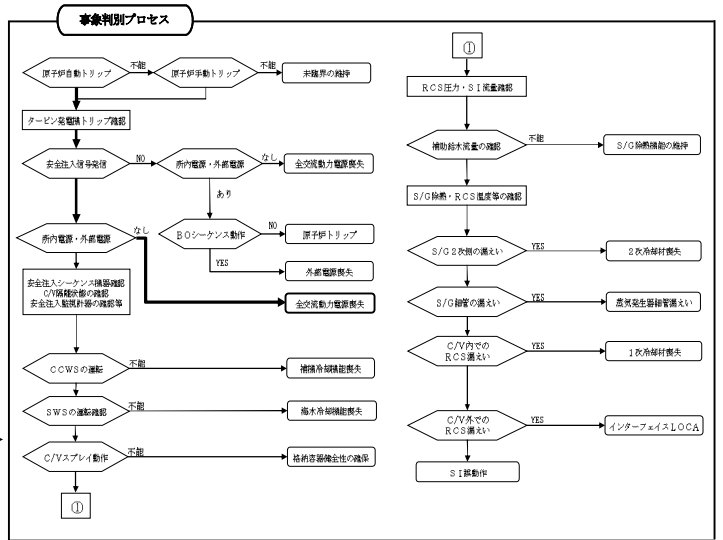 事象判別プロセス
原子炉自動トリップ
不能
原子炉手動トリップ
不能
未臨界の維持
タービン発電機トリップ確認
安全注入信号発信
NO
所内電源・外部電源
なし
全交流動力電源喪失
あり
所内電源・外部電源
なし
BOシーケンス動作
NO
原子炉トリップ
YES
外部電源喪失
安全注入シーケンス機器確認
C/V隔離状態の確認
安全注入監視計器の確認等
全交流動力電源喪失
CCWSの運転
不能
補機冷却機能喪失
SWSの運転確認
不能
海水冷却機能喪失
C/Vスプレイ動作
不能
格納容器健全性の確保
①
①
RCS圧力・SI流量確認
補助給水流量の確認
不能
S/G除熱機能の維持
S/G除熱・RCS温度等の確認
S/G2次側の漏えい
YES
2次冷却材喪失
S/G細管の漏えい
YES
蒸気発生器細管漏えい
C/V内での
RCS漏えい
YES
1次冷却材喪失
C/V外での
RCS漏えい
YES
インターフェイスLOCA
SI誤動作